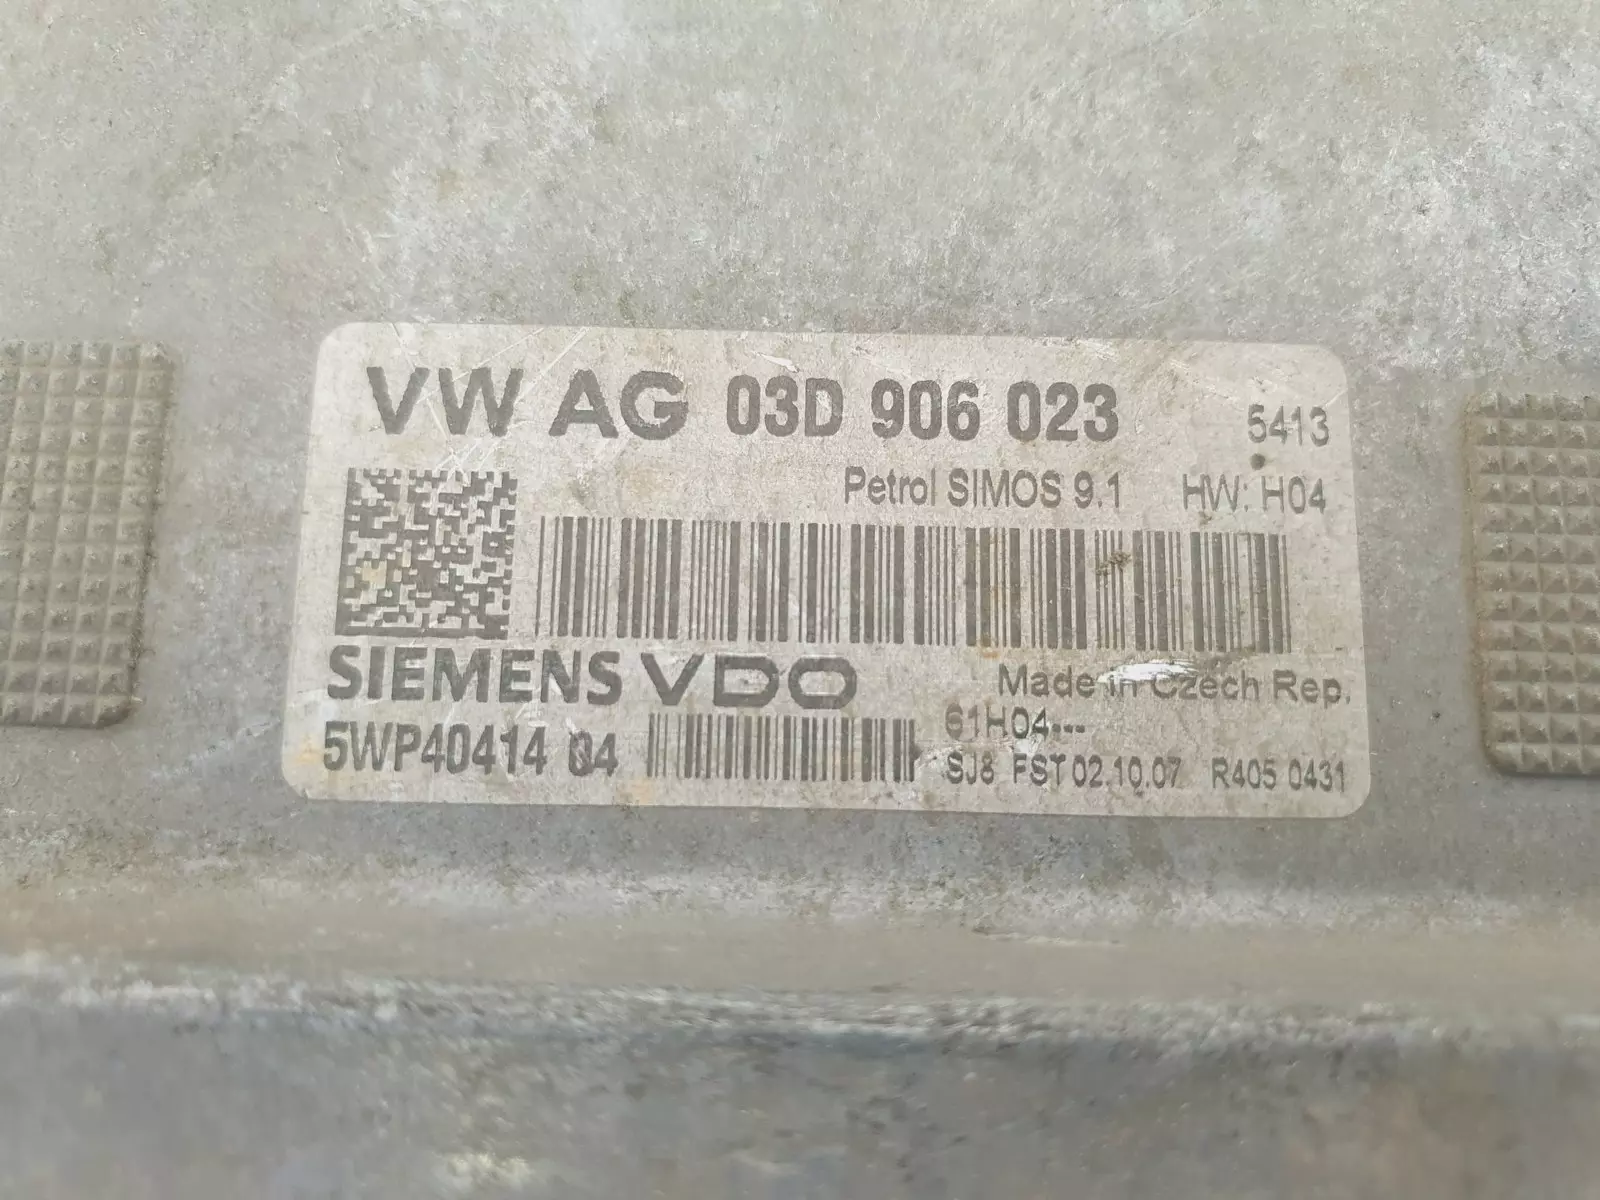 VW AG 03D 906 023 5413
Petrol SIMOS 9.1 HW: H04
SIEMENS VDO Made in Czech Rep.
61H04---
5WP40414 04 SJ8 FST 02.10.07 R405 0431